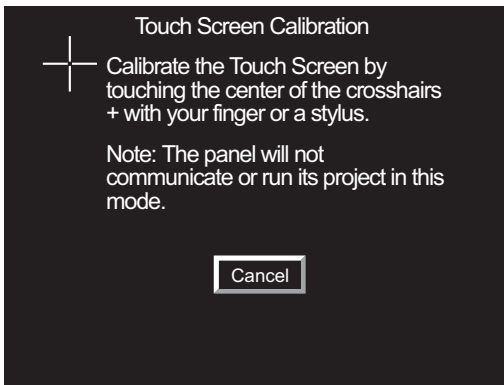 Touch Screen Calibration
Calibrate the Touch Screen by
touching the center of the crosshairs
+ with your finger or a stylus.
Note: The panel will not
communicate or run its project in this
mode.
Cancel